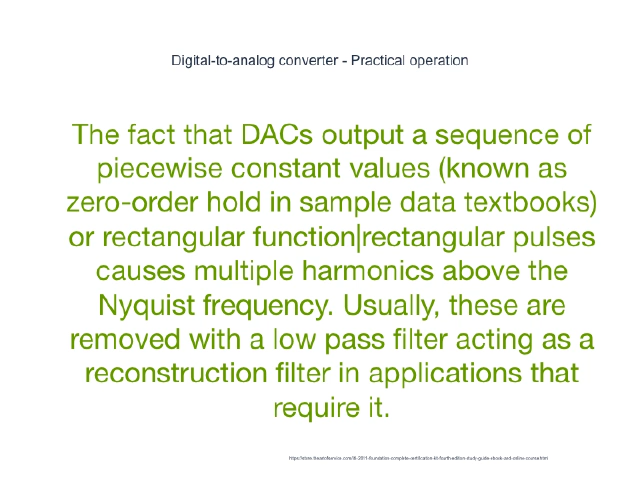 Digital-to-analog converter - Practical operation
The fact that DACs output a sequence of
piecewise constant values (known as
zero-order hold in sample data textbooks)
or rectangular function|rectangular pulses
causes multiple harmonics above the
Nyquist frequency. Usually, these are
removed with a low pass filter acting as a
reconstruction filter in applications that
require it.